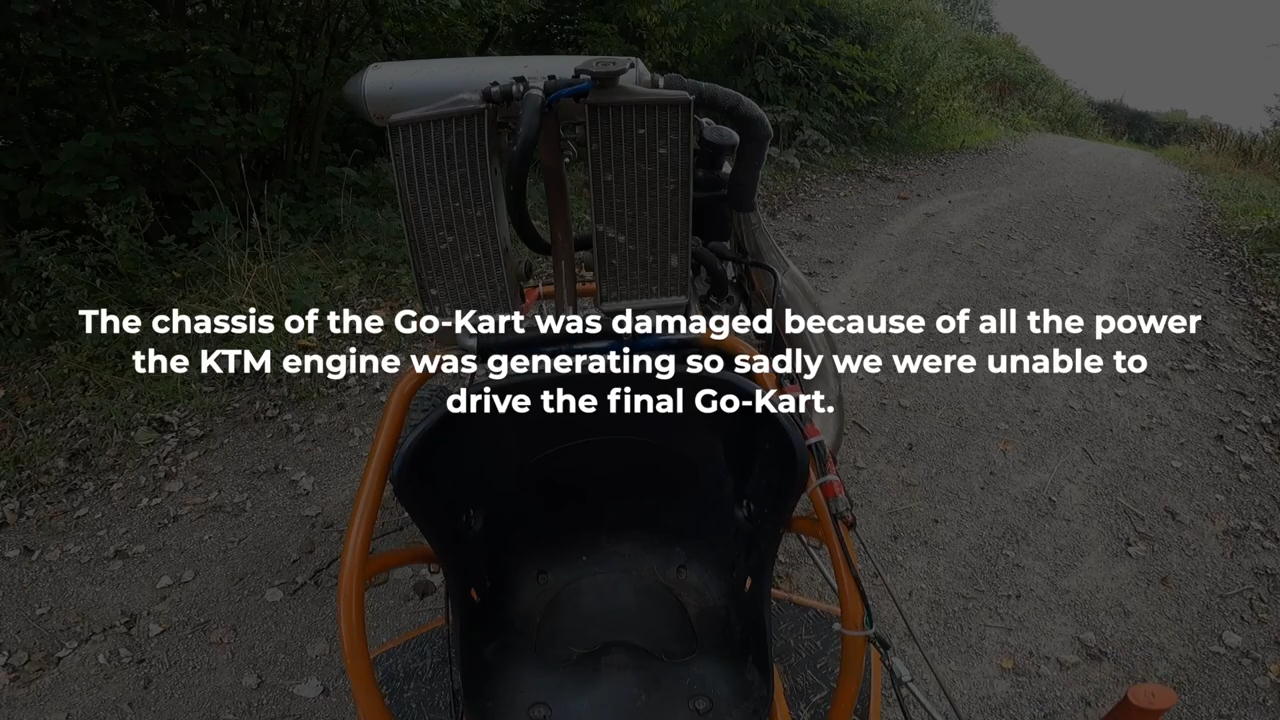 The chassis of the Go-Kart was damaged because of all the power
the KTM engine was generating so sadly we were unable to
drive the final Go-Kart.